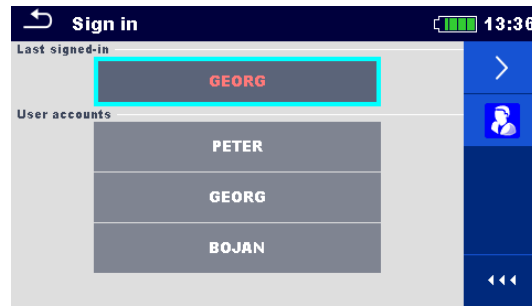 Sign in
13:36
Last signed-in
GEORG
User accounts
PETER
GEORG
BOJAN